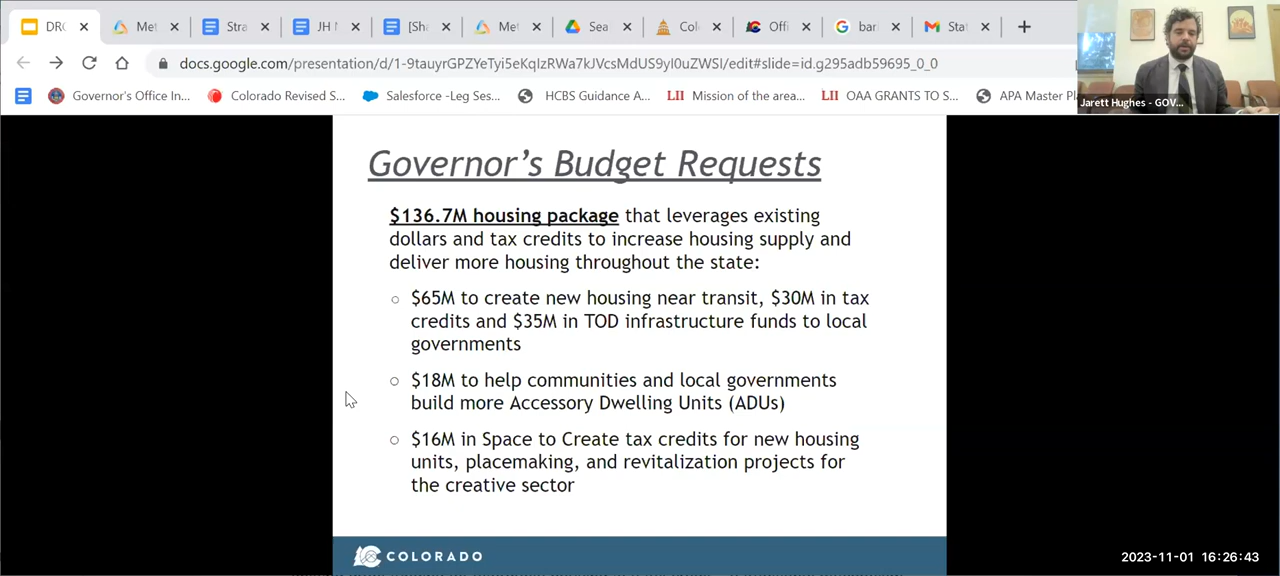 DR
Met
Stra
JH
[Sh
Met
Sea
Col
Offi
bar
Stat
docs.google.com/presentation/d/1-9tauyrGPZYeTyi5eKqIzRWa7kJVcsMdUS9yI0uZWSI/edit#slide=id.g295adb59695_0_0
Governor's Office In...
Colorado Revised S...
Salesforce -Leg Ses...
HCBS Guidance A...
LII Mission of the area...
LII OAA GRANTS TO S...
APA Master Pl
Jarett Hughes - GOV...
Governor's Budget Requests
$136.7M housing package that leverages existing
dollars and tax credits to increase housing supply and
deliver more housing throughout the state:
○ $65M to create new housing near transit, $30M in tax
credits and $35M in TOD infrastructure funds to local
governments
○ $18M to help communities and local governments
build more Accessory Dwelling Units (ADUs)
○ $16M in Space to Create tax credits for new housing
units, placemaking, and revitalization projects for
the creative sector
COLORADO
2023-11-01 16:26:43